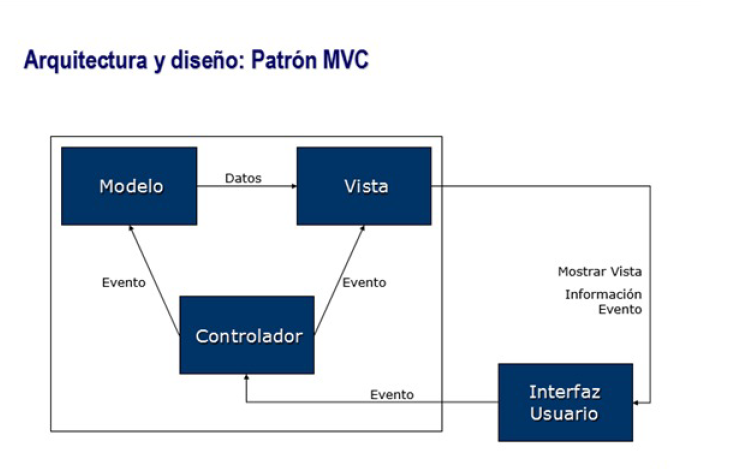 Arquitectura y diseño: Patrón MVC
Modelo
Datos
Vista
Evento
Evento
Mostrar Vista
Información
Evento
Controlador
Evento
Interfaz
Usuario